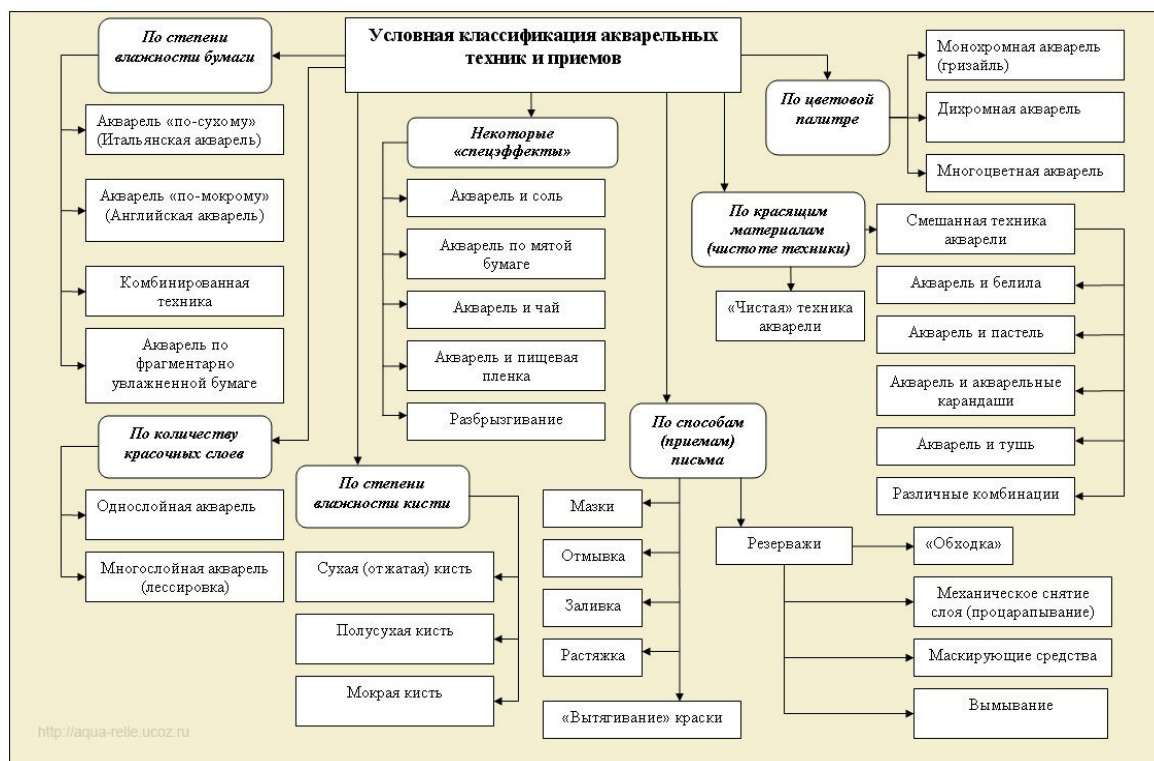 Условная классификация акварельных
техник и приемов
По степени
влажности бумаги
Акварель «по-сухому»
(Итальянская акварель)
Акварель «по-мокрому»
(Английская акварель)
Комбинированная
техника
Акварель по
фрагментарно
увлажненной бумаге
По количеству
красочных слоев
Однослойная акварель
Многослойная акварель
(лессировка)
По степени
влажности кисти
Сухая (отжатая) кисть
Полусухая кисть
Мокрая кисть
Некоторые
«спецэффекты»
Акварель и соль
Акварель по мятой
бумаге
Акварель и чай
Акварель и пищевая
пленка
Разбрызгивание
По способам
(приемам)
письма
Мазки
Отмывка
Заливка
Растяжка
«Вытягивание» краски
Резерважи
«Обходка»
Механическое снятие
слоя (процарапывание)
Маскирующие средства
Вымывание
По красящим
материалам
(чистоте техники)
«Чистая» техника
акварели
Смешанная техника
акварели
Акварель и белила
Акварель и пастель
Акварель и акварельные
карандаши
Акварель и тушь
Различные комбинации
По цветовой
палитре
Монохромная акварель
(гризайль)
Дихромная акварель
Многоцветная акварель
http://aqua-relle.ucoz.ru